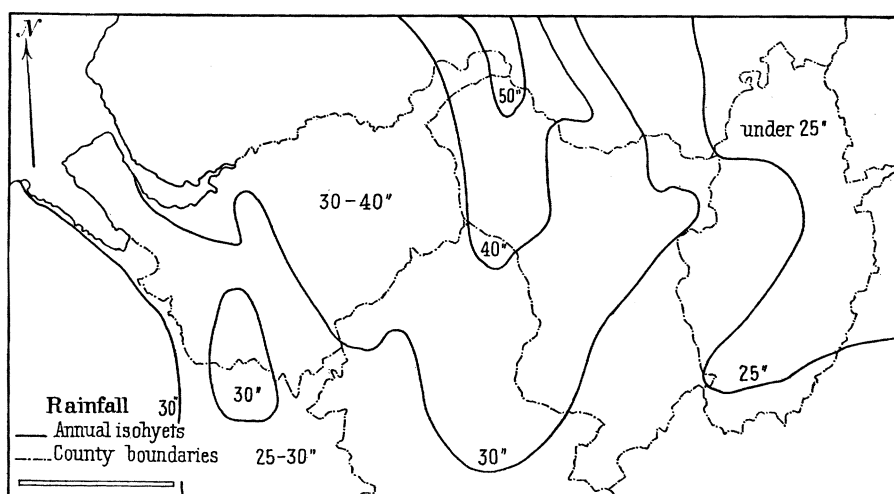 N
50"
under 25"
30-40"
40"
30"
25"
Rainfall 30"
Annual isohyets
County boundaries 25-30" 30"